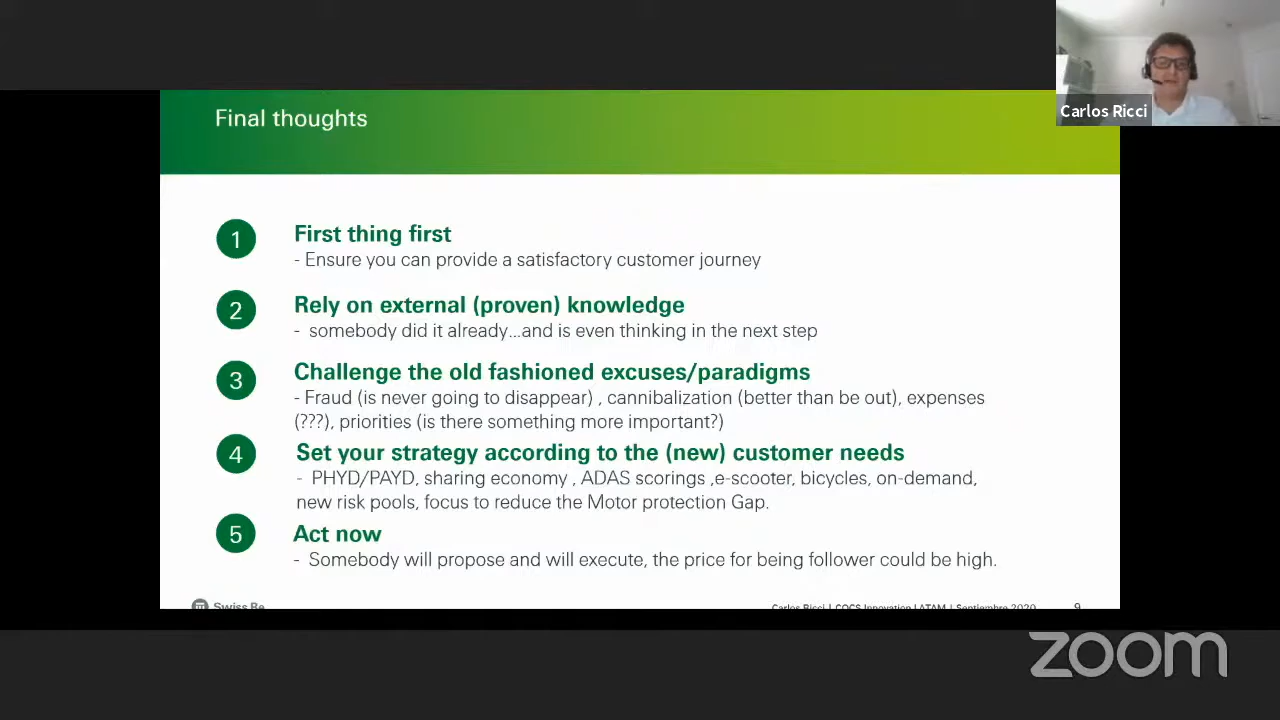 Carlos Ricci
Final thoughts
1
First thing first
- Ensure you can provide a satisfactory customer journey
2
Rely on external (proven) knowledge
- somebody did it already...and is even thinking in the next step
3
Challenge the old fashioned excuses/paradigms
- Fraud (is never going to disappear) , cannibalization (better than be out), expenses
(???), priorities (is there something more important?)
4
Set your strategy according to the (new) customer needs
- PHYD/PAYD, sharing economy , ADAS scorings ,e-scooter, bicycles, on-demand,
new risk pools, focus to reduce the Motor protection Gap.
5
Act now
- Somebody will propose and will execute, the price for being follower could be high.
Swiss Re
Carlos Ricci | COCS Innovation LATAM | Septiembre 2020 9
zoom